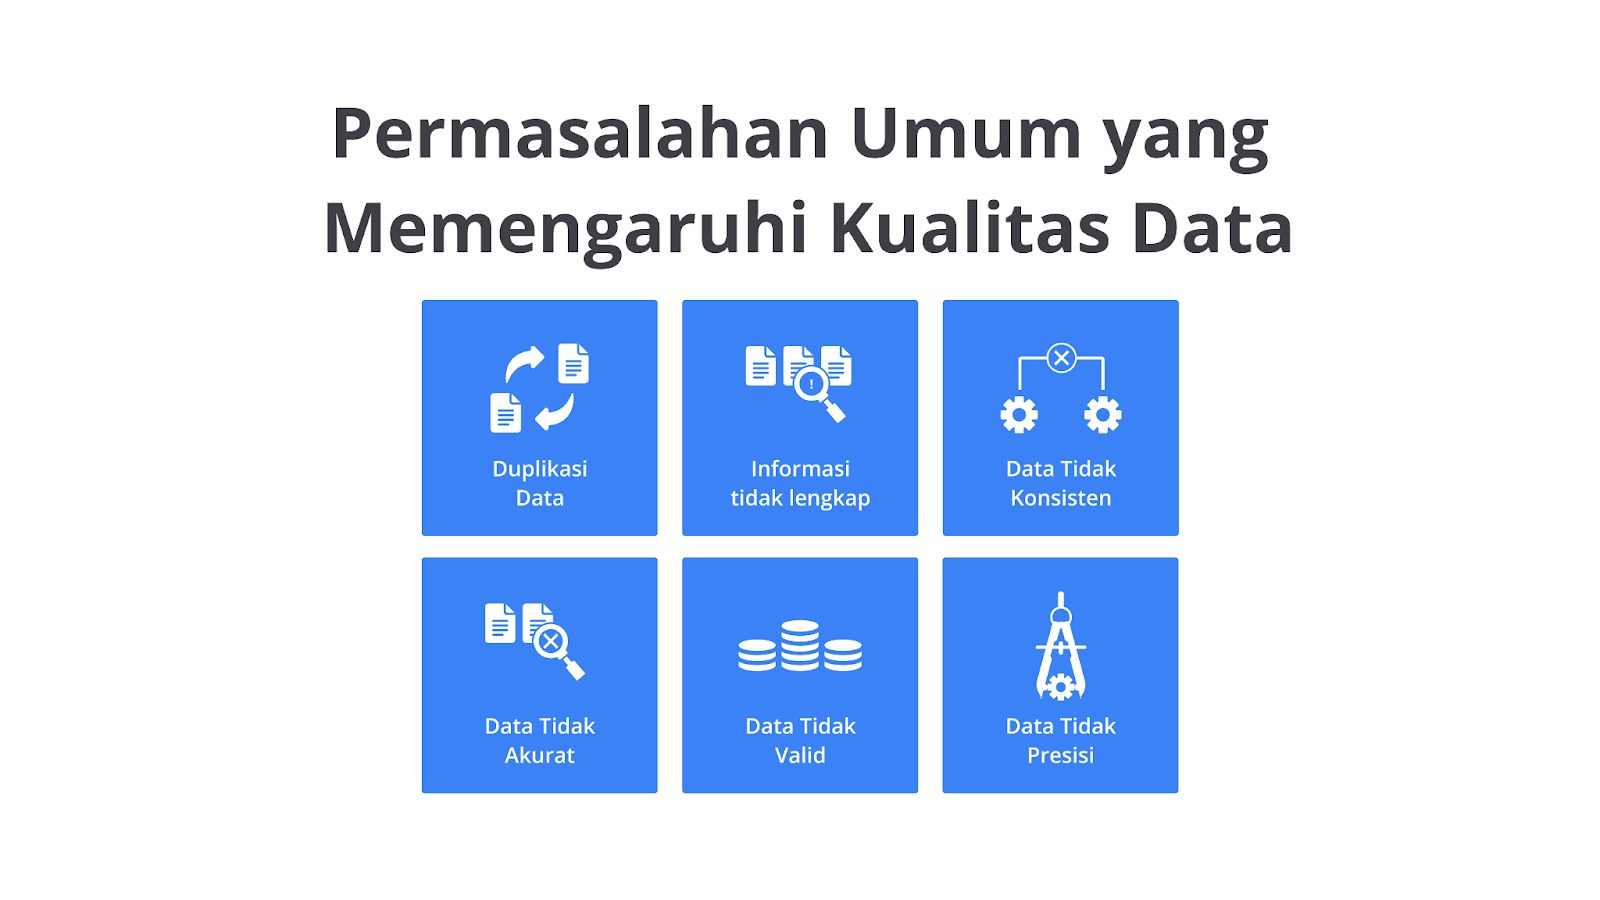 Permasalahan Umum yang
Memengaruhi Kualitas Data
Duplikasi
Data
Informasi
tidak lengkap
Data Tidak
Konsisten
Data Tidak
Akurat
Data Tidak
Valid
Data Tidak
Presisi